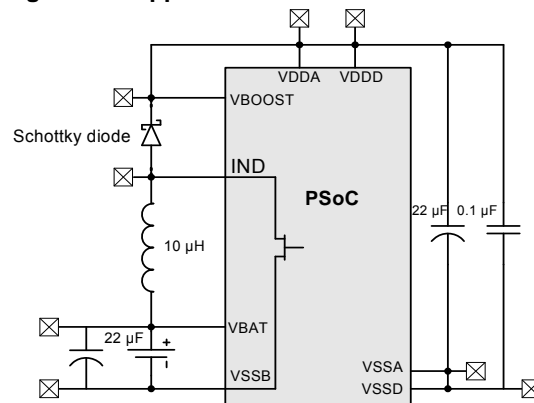 VDDA VDDD
VBOOST
Schottky diode
IND
PSoC
22 µF 0.1 µF
10 µH
VBAT
22 µF
+
VSSB
VSSA
VSSD